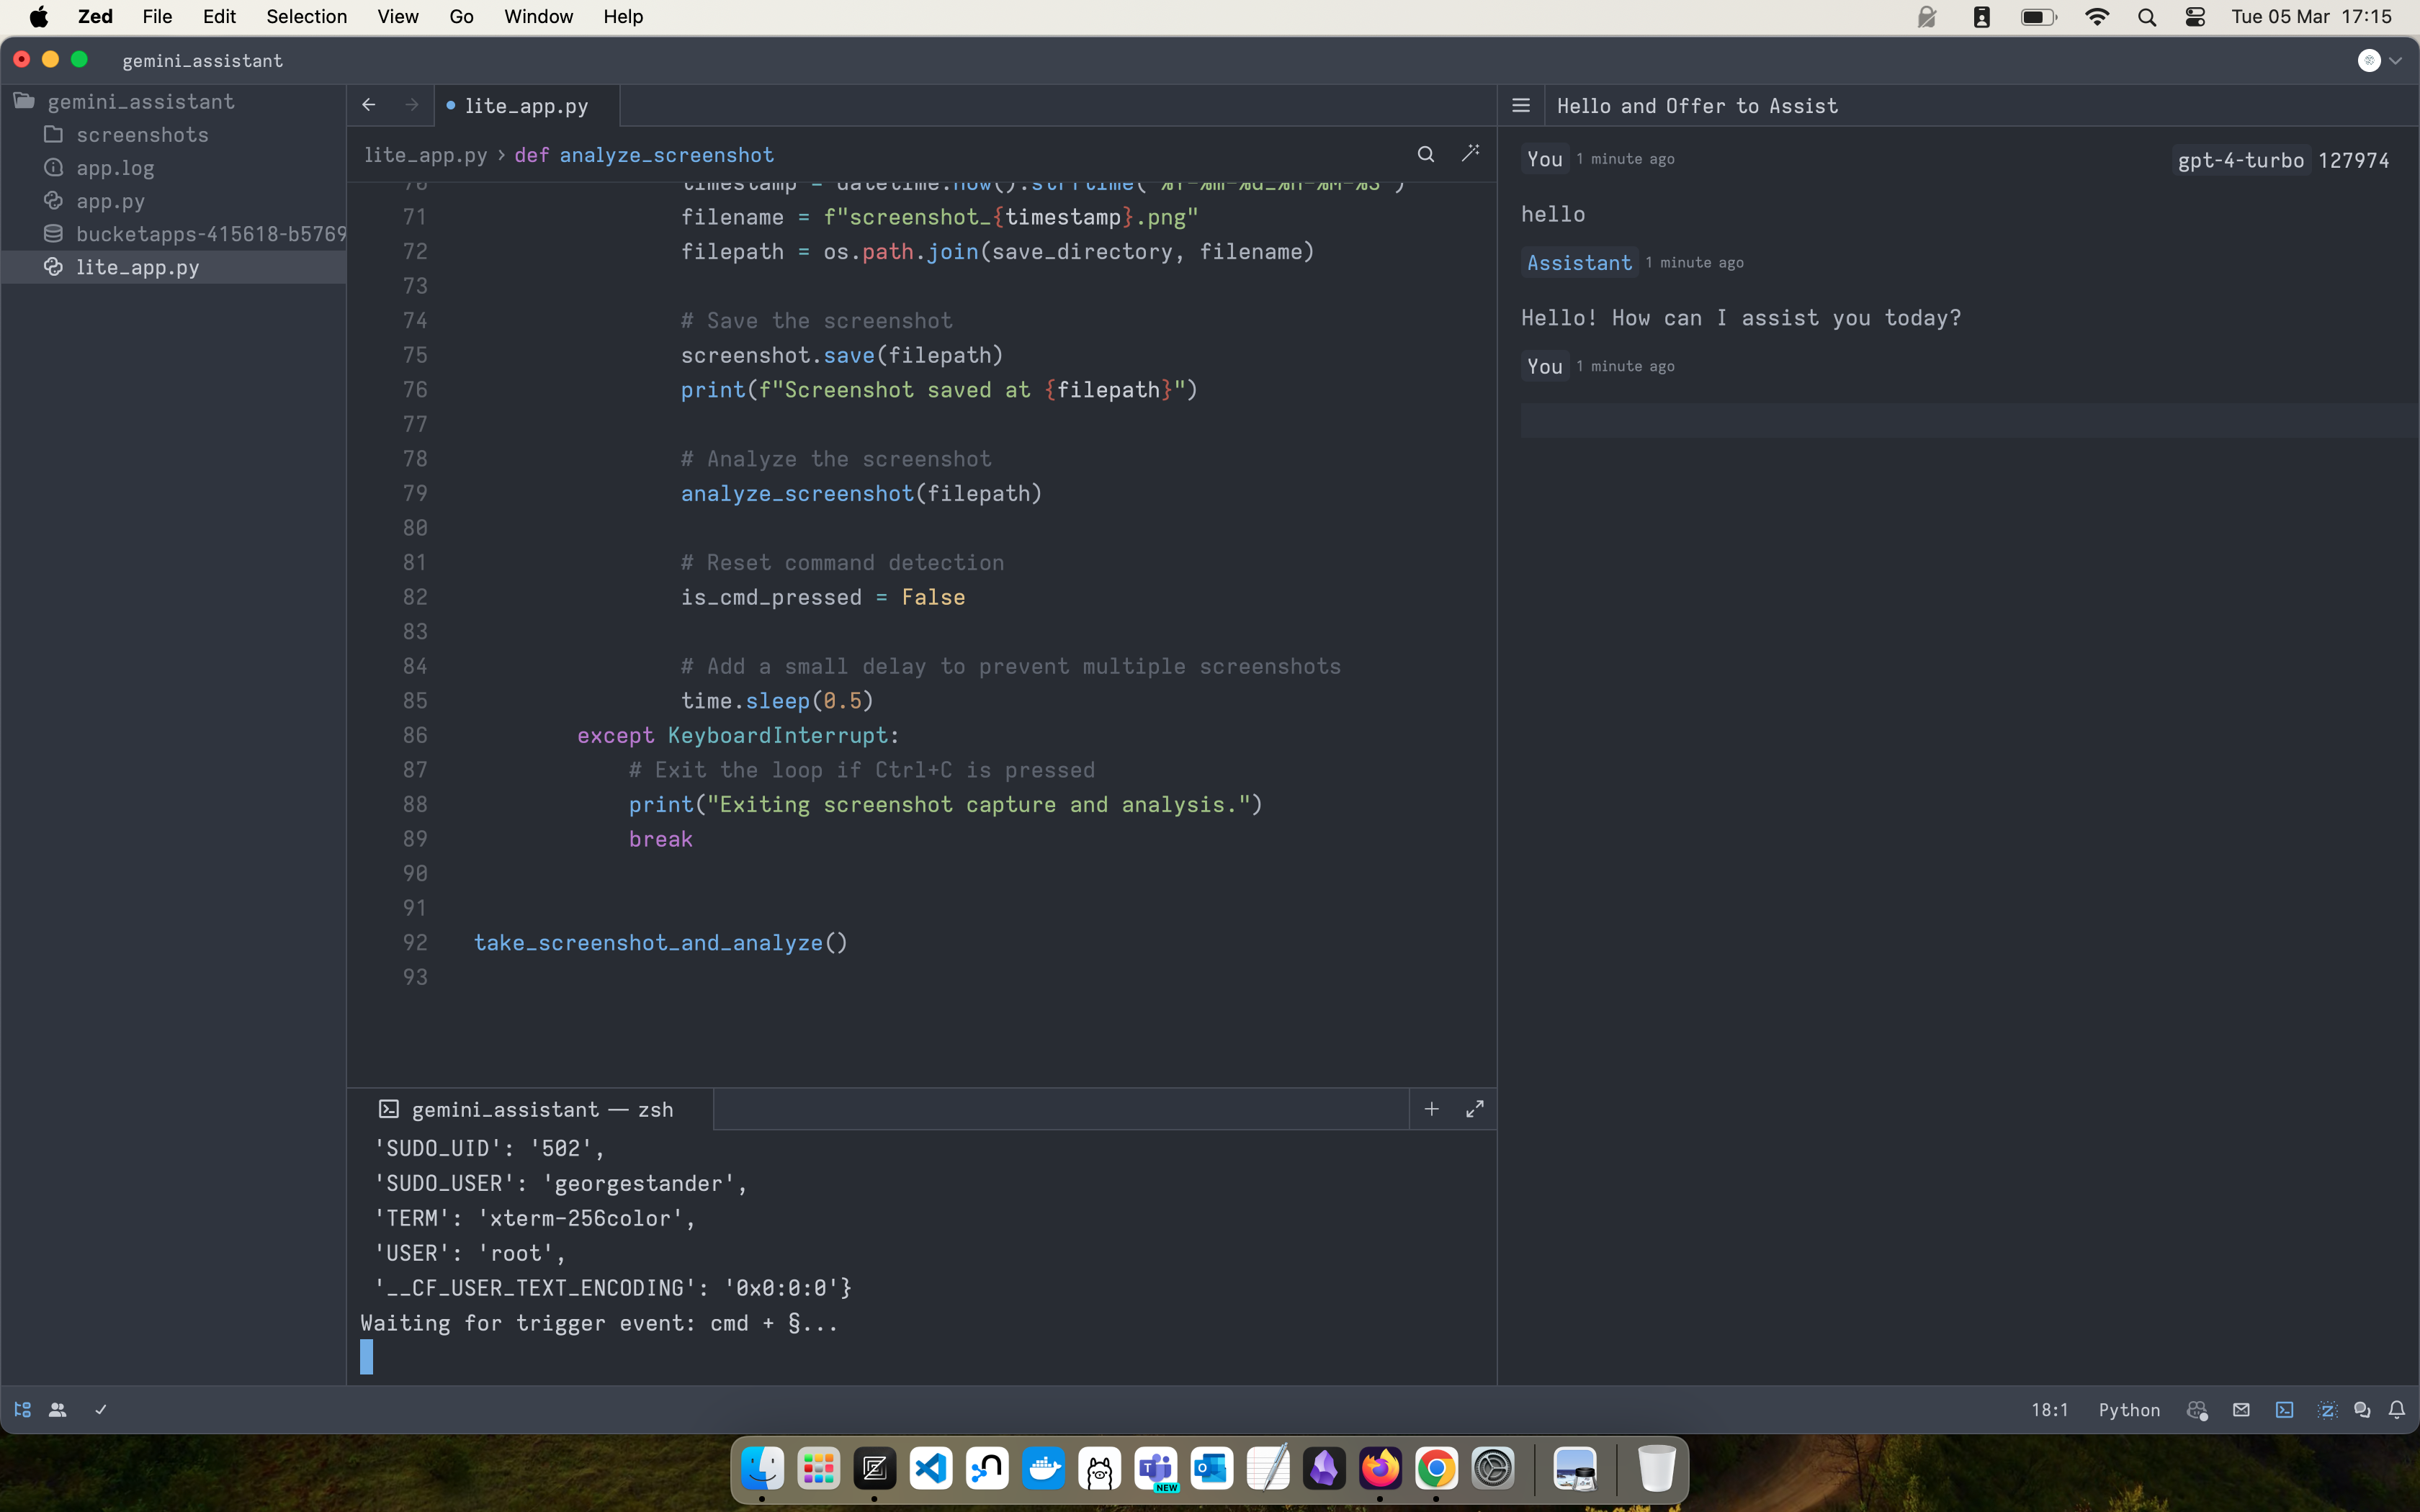 Zed File Edit Selection View Go Window Help Tue 05 Mar 17:15
gemini_assistant
gemini_assistant
screenshots
app.log
app.py
bucketapps-415618-b5769
lite_app.py
lite_app.py
lite_app.py › def analyze_screenshot
71 filename = f"screenshot_{timestamp}.png"
72 filepath = os.path.join(save_directory, filename)
73
74 # Save the screenshot
75 screenshot.save(filepath)
76 print(f"Screenshot saved at {filepath}")
77
78 # Analyze the screenshot
79 analyze_screenshot(filepath)
80
81 # Reset command detection
82 is_cmd_pressed = False
83
84 # Add a small delay to prevent multiple screenshots
85 time.sleep(0.5)
86 except KeyboardInterrupt:
87 # Exit the loop if Ctrl+C is pressed
88 print("Exiting screenshot capture and analysis.")
89 break
90
91
92 take_screenshot_and_analyze()
93
gemini_assistant — zsh
'SUDO_UID': '502',
'SUDO_USER': 'georgestander',
'TERM': 'xterm-256color',
'USER': 'root',
'__CF_USER_TEXT_ENCODING': '0x0:0:0'}
Waiting for trigger event: cmd + §...
Hello and Offer to Assist
You 1 minute ago gpt-4-turbo 127974
hello
Assistant 1 minute ago
Hello! How can I assist you today?
You 1 minute ago
18:1 Python
NEW